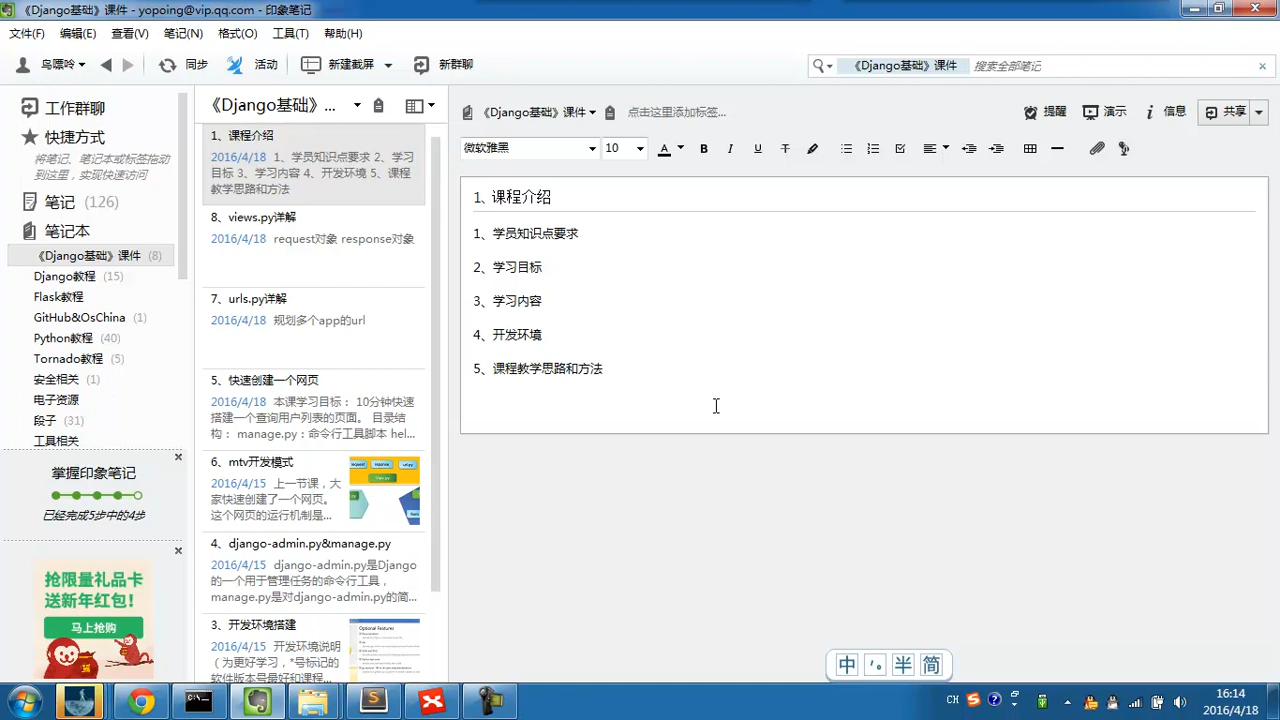 《Django基础》课件 - yopoing@vip.qq.com - 印象笔记
文件(F) 编辑(E) 查看(V) 笔记(N) 格式(O) 工具(T) 帮助(H)
鸟嘌呤 同步 活动 新建截屏 新群聊 《Django基础》课件 搜索全部笔记
工作群聊
快捷方式
将笔记、笔记本或标签拖动
到这里，实现快速访问
笔记 (126)
笔记本
《Django基础》课件 (8)
Django教程 (15)
Flask教程
GitHub&OsChina (1)
Python教程 (40)
Tornado教程 (5)
安全相关 (1)
电子资源
段子 (31)
工具相关
掌握印象笔记
已经完成5步中的4步
抢限量礼品卡
送新年红包!
马上抢购
《Django基础》...
1、课程介绍
2016/4/18 1、学员知识点要求 2、学习
目标 3、学习内容 4、开发环境 5、课程
教学思路和方法
8、views.py详解
2016/4/18 request对象 response对象
7、urls.py详解
2016/4/18 规划多个app的url
5、快速创建一个网页
2016/4/18 本课学习目标： 10分钟快速
搭建一个查询用户列表的页面。 目录结
构： manage.py：命令行工具脚本 hel...
6、mtv开发模式
2016/4/15 上一节课，大
家快速创建了一个网页。
这个网页的运行机制是...
4、django-admin.py&manage.py
2016/4/15 django-admin.py是Django
的一个用于管理任务的命令行工具，
manage.py是对django-admin.py的简...
3、开发环境搭建
2016/4/15 开发环境说明
（为更好学习，*号标记的
软件版本号最好和课程...
Optional Features
《Django基础》课件 点击这里添加标签... 提醒 演示 信息 共享
微软雅黑 10 A B I U T
1、课程介绍
1、学员知识点要求
2、学习目标
3、学习内容
4、开发环境
5、课程教学思路和方法
中 半 简
CH
16:14
2016/4/18